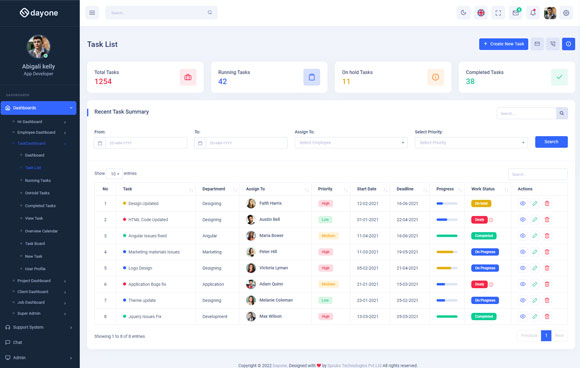 dayone
Search...
Abigali kelly
App Developer
DASHBOARDS
Dashboards
Hr Dashboard
Employee Dashboard
TaskDashboard
Dashboard
Task List
Running Tasks
OnHold Tasks
Completed Tasks
View Task
Overview Calendar
Task Board
New Task
User Profile
Project Dashboard
Client Dashboard
Job Dashboard
Super Admin
Support System
Chat
Admin
Task List
Create New Task
Total Tasks
1254
Running Tasks
42
On hold Tasks
11
Completed Tasks
38
Recent Task Summary
Search...
From:
DD-MM-YYYY
To:
DD-MM-YYYY
Assign To:
Select Employee
Select Priority:
Select Priority
Search
Show 10 entries
Search...
No Task Department Assign To Priority Start Date Deadline Progress Work Status Actions
1 Design Updated Designing Faith Harris High 12-02-2021 16-06-2021 On hold
2 HTML Code Updated Designing Austin Bell Low 01-01-2021 22-04-2021 Delay
3 Angular Issues fixed Angular Maria Bower Medium 11-04-2021 16-06-2021 Completed
4 Marketing materials Issues Marketing Peter Hill High 11-03-2021 19-05-2021 On Progress
5 Logo Design Designing Victoria Lyman High 05-02-2021 21-04-2021 On Progress
6 Application Bugs fix Application Adam Quinn Medium 21-01-2021 15-03-2021 Delay
7 Theme update Designing Melanie Coleman Low 23-01-2021 25-02-2021 On Progress
8 Jquery Issues Fix Development Max Wilson High 13-03-2021 25-05-2021 Completed
Showing 1 to 8 of 8 entries
Previous 1 Next
Copyright © 2022 Dayone. Designed with ❤ by Spruko Technologies Pvt.Ltd All rights reserved.